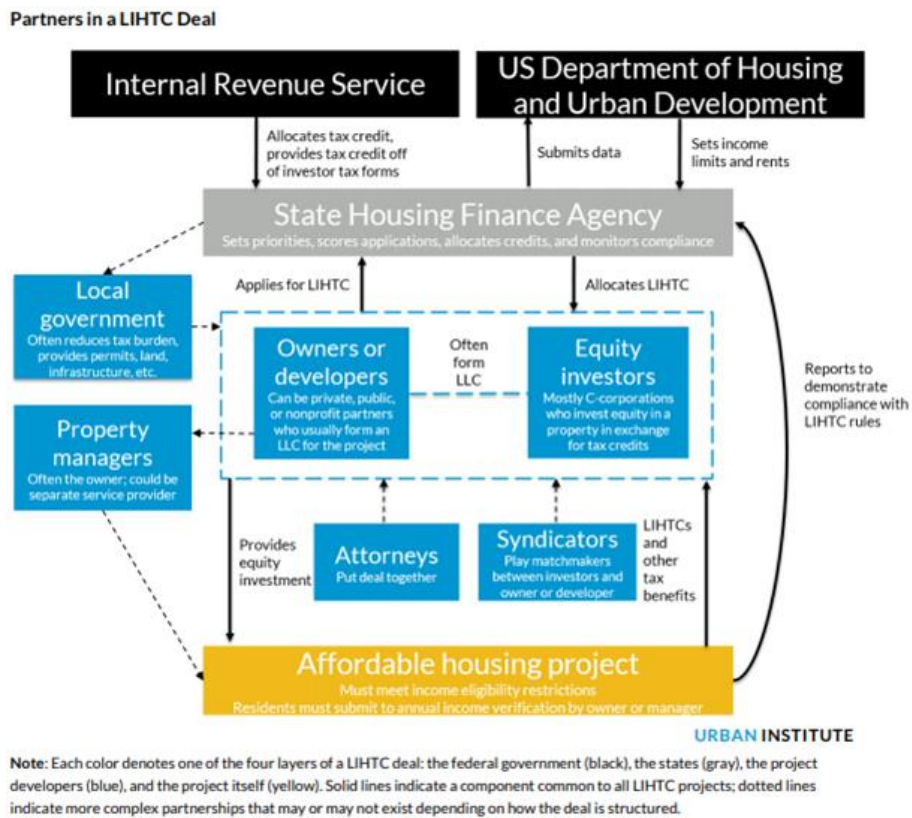 Partners in a LIHTC Deal
Internal Revenue Service
US Department of Housing
and Urban Development
Allocates tax credit,
provides tax credit off
of investor tax forms
Submits data
Sets income
limits and rents
State Housing Finance Agency
Sets priorities, scores applications, allocates credits, and monitors compliance
Applies for LIHTC
Allocates LIHTC
Local
government
Often reduces tax burden,
provides permits, land,
infrastructure, etc.
Owners or
developers
Can be private, public,
or nonprofit partners
who usually form an
LLC for the project
Often
form
LLC
Equity
investors
Mostly C-corporations
who invest equity in a
property in exchange
for tax credits
Reports to
demonstrate
compliance with
LIHTC rules
Property
managers
Often the owner; could be
separate service provider
Provides
equity
investment
Attorneys
Put deal together
Syndicators
Play matchmakers
between investors and
owner or developer
LIHTCs
and
other
tax
benefits
Affordable housing project
Must meet income eligibility restrictions
Residents must submit to annual income verification by owner or manager
URBAN INSTITUTE
Note: Each color denotes one of the four layers of a LIHTC deal: the federal government (black), the states (gray), the project
developers (blue), and the project itself (yellow). Solid lines indicate a component common to all LIHTC projects; dotted lines
indicate more complex partnerships that may or may not exist depending on how the deal is structured.